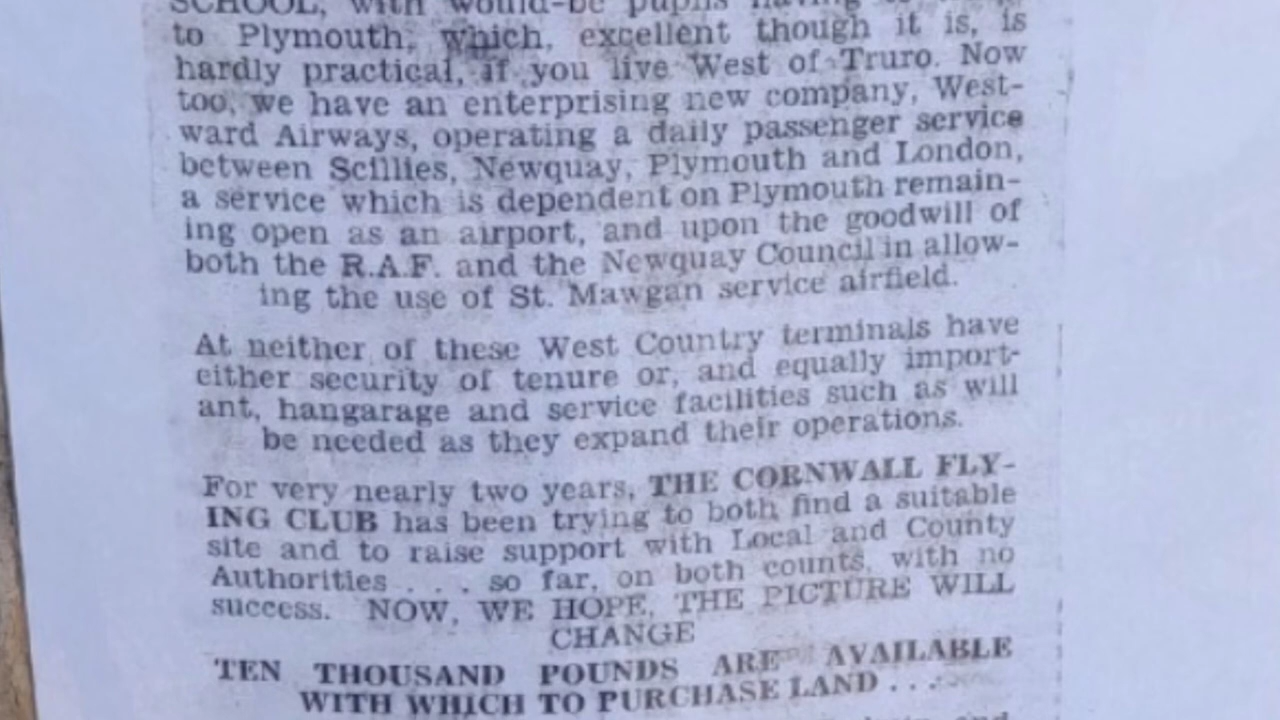 SCHOOL, with would-be pupils having to
to Plymouth, which, excellent though it is, is
hardly practical, if you live West of Truro. Now
too, we have an enterprising new company, West-
ward Airways, operating a daily passenger service
between Scillies, Newquay, Plymouth and London,
a service which is dependent on Plymouth remain-
ing open as an airport, and upon the goodwill of
both the R.A.F. and the Newquay Council in allow-
ing the use of St. Mawgan service airfield.
At neither of these West Country terminals have
either security of tenure or, and equally import-
ant, hangarage and service facilities such as will
be needed as they expand their operations.
For very nearly two years, THE CORNWALL FLY-
ING CLUB has been trying to both find a suitable
site and to raise support with Local and County
Authorities . . . so far, on both counts, with no
success. NOW, WE HOPE, THE PICTURE WILL
CHANGE
TEN THOUSAND POUNDS ARE AVAILABLE
WITH WHICH TO PURCHASE LAND . . .
and